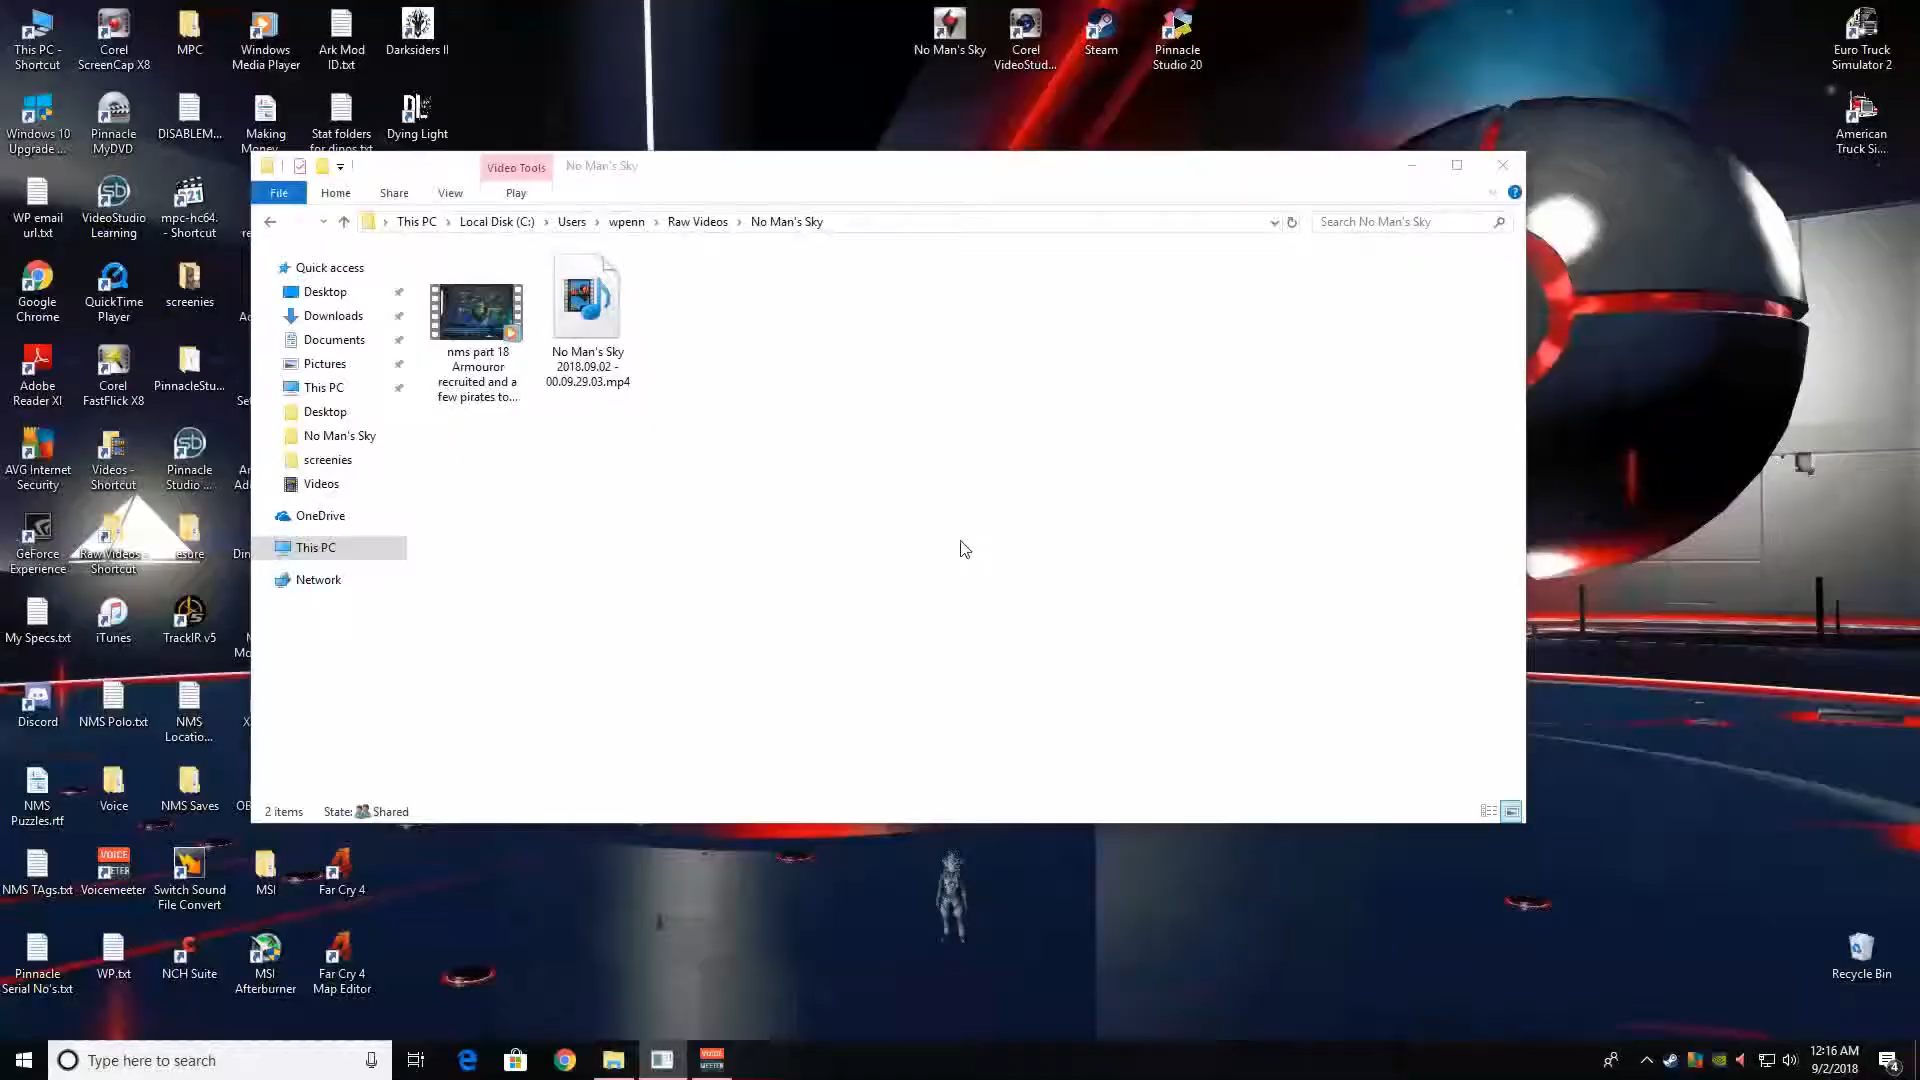 This PC -
Shortcut
Corel
ScreenCap X8
MPC
Windows
Media Player
Ark Mod
ID.txt
Darksiders II
No Man's Sky
Corel
VideoStud...
Steam
Pinnacle
Studio 20
Euro Truck
Simulator 2
Windows 10
Upgrade ...
Pinnacle
MyDVD
DISABLEM...
Making
Money
Stat folders
for dinos.txt
Dying Light
American
Truck Si...
Video Tools
No Man's Sky
File
Home
Share
View
Play
This PC
Local Disk (C:)
Users
wpenn
Raw Videos
No Man's Sky
Search No Man's Sky
WP email
url.txt
VideoStudio
Learning
mpc-hc64.
- Shortcut
Quick access
Desktop
Downloads
Documents
Pictures
This PC
Desktop
No Man's Sky
screenies
Videos
OneDrive
This PC
Network
nms part 18
Armouror
recruited and a
few pirates to...
No Man's Sky
2018.09.02 -
00.09.29.03.mp4
Google
Chrome
QuickTime
Player
screenies
Adobe
Reader XI
Corel
FastFlick X8
PinnacleStu...
AVG Internet
Security
Videos -
Shortcut
Pinnacle
Studio ...
GeForce
Experience
Raw Videos -
Shortcut
esure
My Specs.txt
iTunes
TrackIR v5
Discord
NMS Polo.txt
NMS
Locatio...
2 items
State:
Shared
NMS
Puzzles.rtf
Voice
NMS Saves
NMS TAgs.txt
VOICE
Voicemeeter
Switch Sound
File Convert
MSI
Far Cry 4
Pinnacle
Serial No's.txt
WP.txt
NCH Suite
MSI
Afterburner
Far Cry 4
Map Editor
Recycle Bin
Type here to search
VOICE
12:16 AM
9/2/2018
4